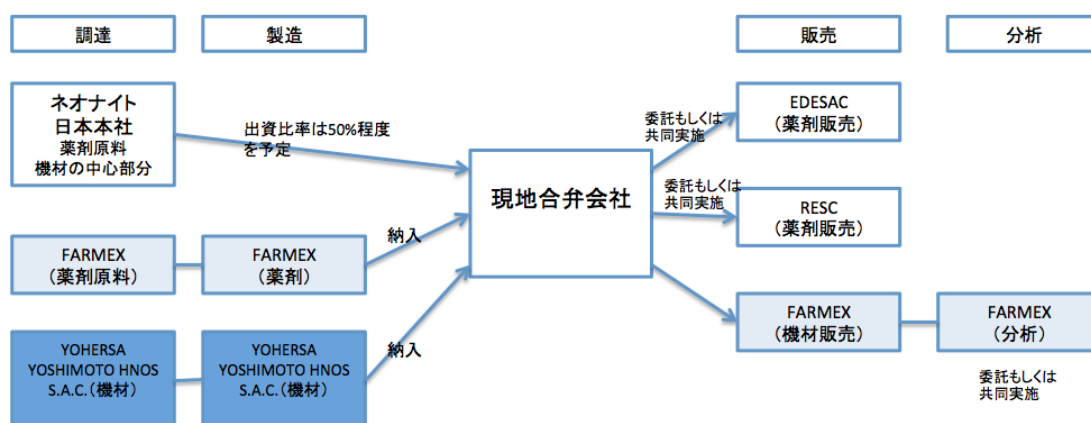 調達
製造
販売
分析
ネオナイト
日本本社
薬剤原料
機材の中心部分
出資比率は50%程度
を予定
現地合弁会社
委託もしくは
共同実施
EDESAC
(薬剤販売)
委託もしくは
共同実施
RESC
(薬剤販売)
FARMEX
(薬剤原料)
FARMEX
(薬剤)
納入
FARMEX
(機材販売)
FARMEX
(分析)
委託もしくは
共同実施
YOHERSA
YOSHIMOTO HNOS
S.A.C.(機材)
YOHERSA
YOSHIMOTO HNOS
S.A.C.(機材)
納入